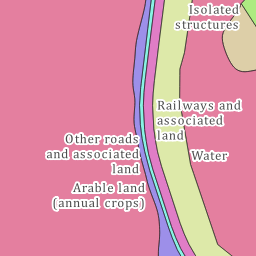 Isolated
structures
Railways and
associated
land
Other roads
and associated
land
Water
Arable land
(annual crops)